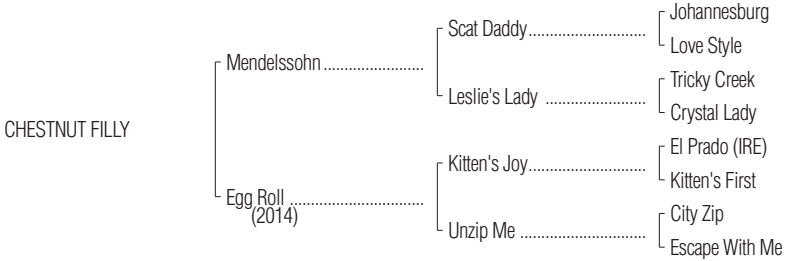 Johannesburg
Scat Daddy..............................
Love Style
Mendelssohn..........................
Tricky Creek
Leslie's Lady ..........................
Crystal Lady
CHESTNUT FILLY
El Prado (IRE)
Kitten's Joy..............................
Kitten's First
Egg Roll ...................................
(2014)
City Zip
Unzip Me .................................
Escape With Me